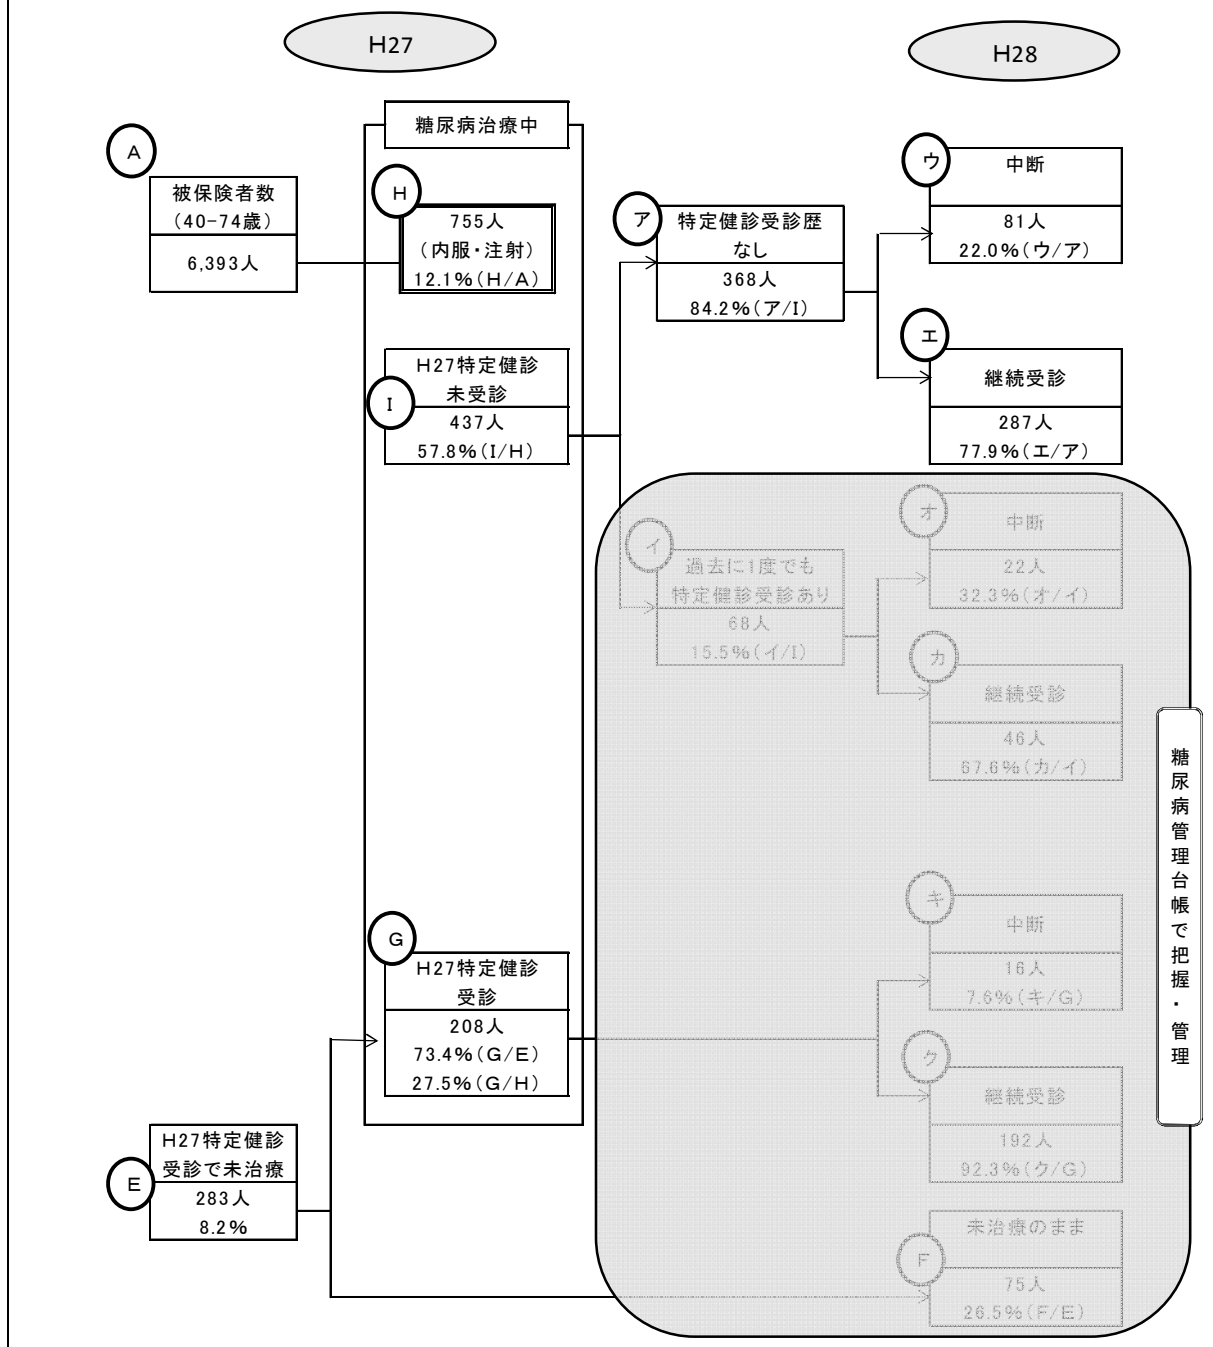 H27
H28
糖尿病治療中
A
被保険者数
(40-74歳)
6,393人
H
755人
(内服・注射)
12.1%(H/A)
ア
特定健診受診歴
なし
368人
84.2%(ア/I)
ウ
中断
81人
22.0%(ウ/ア)
エ
継続受診
287人
77.9%(エ/ア)
I
H27特定健診
未受診
437人
57.8%(I/H)
イ
過去に1度でも
特定健診受診あり
68人
15.5%(イ/I)
オ
中断
22人
32.3%(オ/イ)
カ
継続受診
46人
67.6%(カ/イ)
糖尿病管理台帳で把握・管理
G
H27特定健診
受診
208人
73.4%(G/E)
27.5%(G/H)
キ
中断
16人
7.6%(キ/G)
ク
継続受診
192人
92.3%(ク/G)
E
H27特定健診
受診で未治療
283人
8.2%
F
未治療のまま
75人
26.5%(F/E)